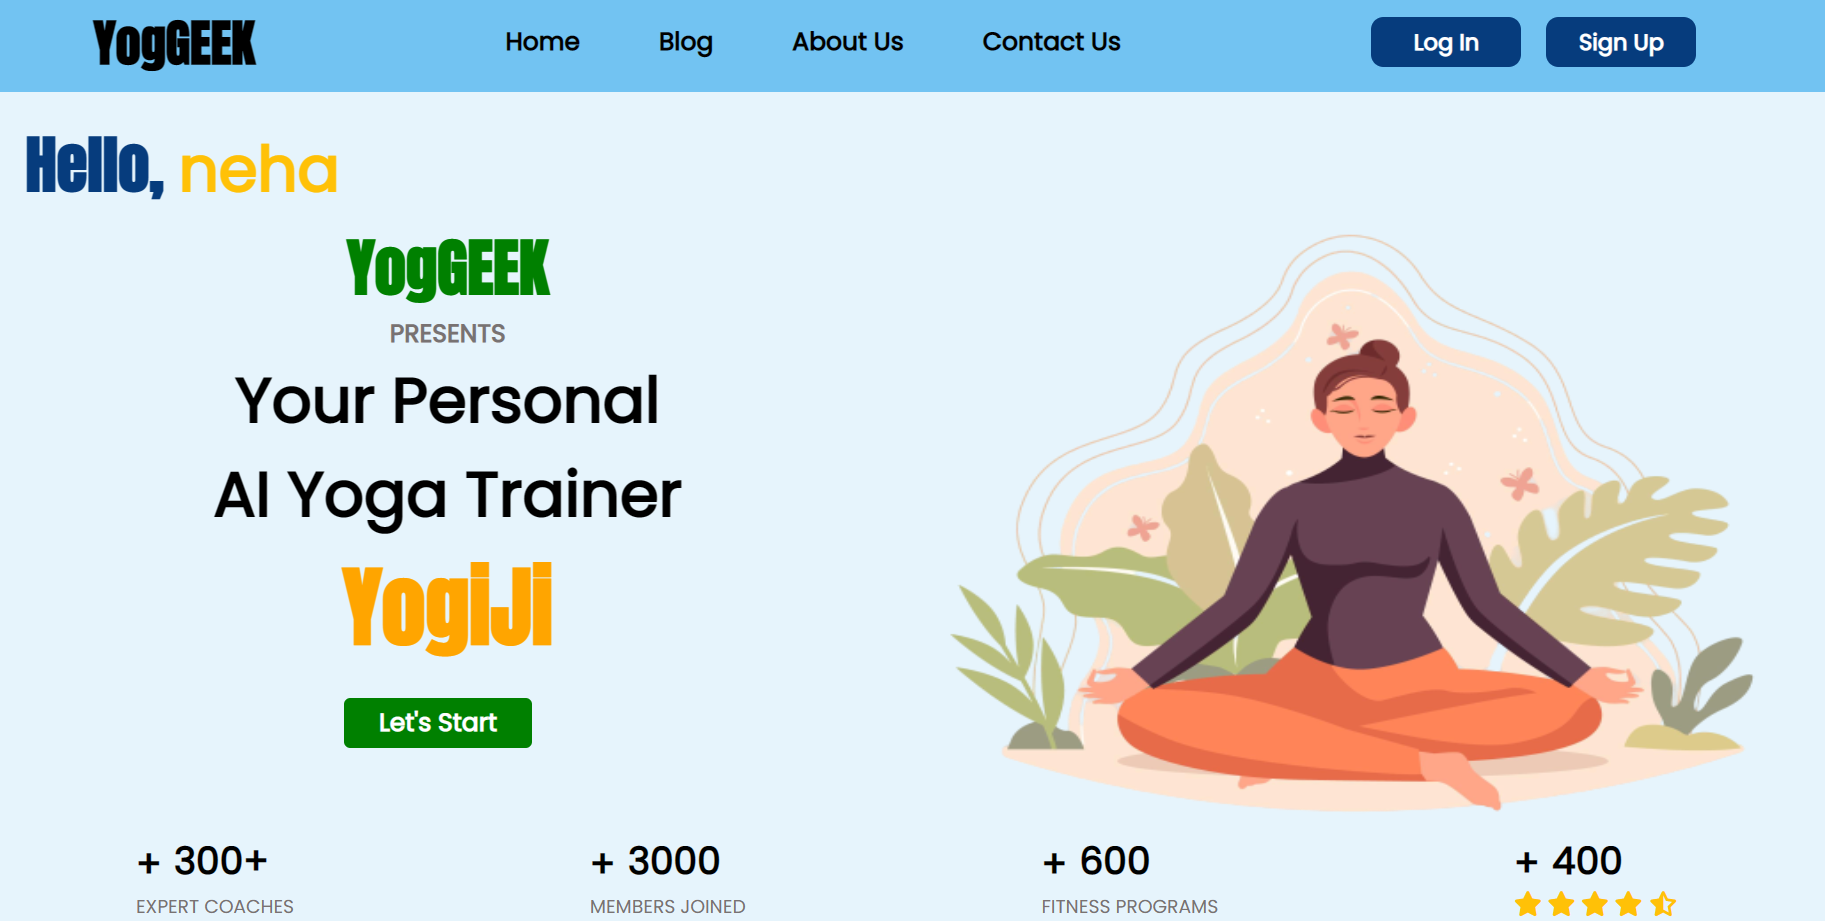 YogGEEK Home Blog About Us Contact Us Log In Sign Up
Hello, neha
YogGEEK
PRESENTS
Your Personal
AI Yoga Trainer
YogiJi
Let's Start
+ 300+ + 3000 + 600 + 400
EXPERT COACHES MEMBERS JOINED FITNESS PROGRAMS